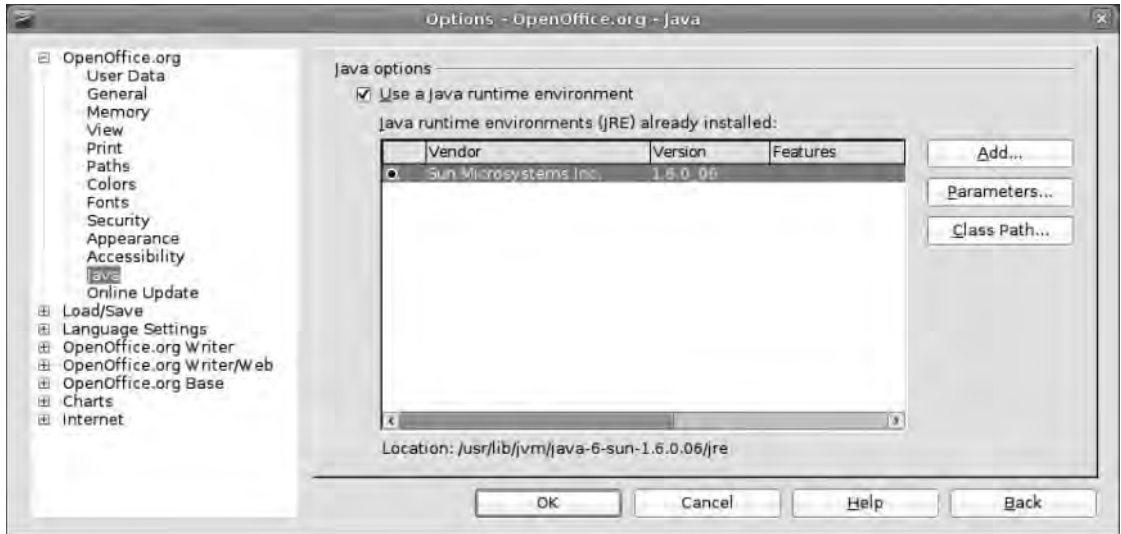 Options - OpenOffice.org - Java
OpenOffice.org
User Data
General
Memory
View
Print
Paths
Colors
Fonts
Security
Appearance
Accessibility
Java
Online Update
Load/Save
Language Settings
OpenOffice.org Writer
OpenOffice.org Writer/Web
OpenOffice.org Base
Charts
Internet
Java options
Use a Java runtime environment
Java runtime environments (JRE) already installed:
Vendor Version Features
Sun Microsystems Inc. 1.6.0_06
Add...
Parameters...
Class Path...
Location: /usr/lib/jvm/java-6-sun-1.6.0.06/jre
OK Cancel Help Back